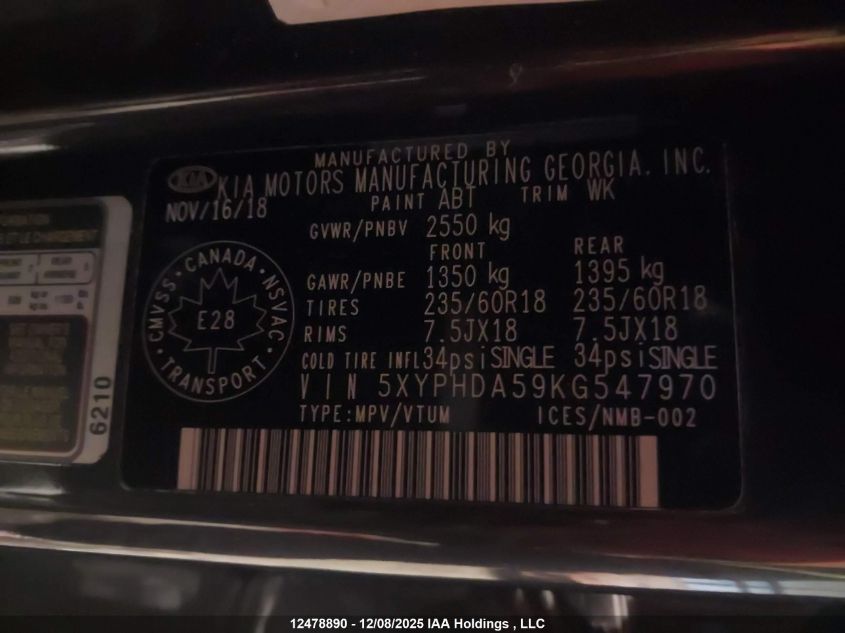 MANUFACTURED BY
KIA KIA MOTORS MANUFACTURING GEORGIA. INC.
NOV/16/18 PAINT ABT TRIM WK
GVWR/PNBV 2550 kg
FRONT REAR
GAWR/PNBE 1350 kg 1395 kg
TIRES 235/60R18 235/60R18
RIMS 7.5JX18 7.5JX18
COLD TIRE INFL 34psiSINGLE 34psiSINGLE
VIN 5XYPHDA59KG547970
TYPE:MPV/VTUM ICES/NMB-002
CMVSS · CANADA · NSVAC · TRANSPORT ·
E28
6210
12478890 - 12/08/2025 IAA Holdings , LLC